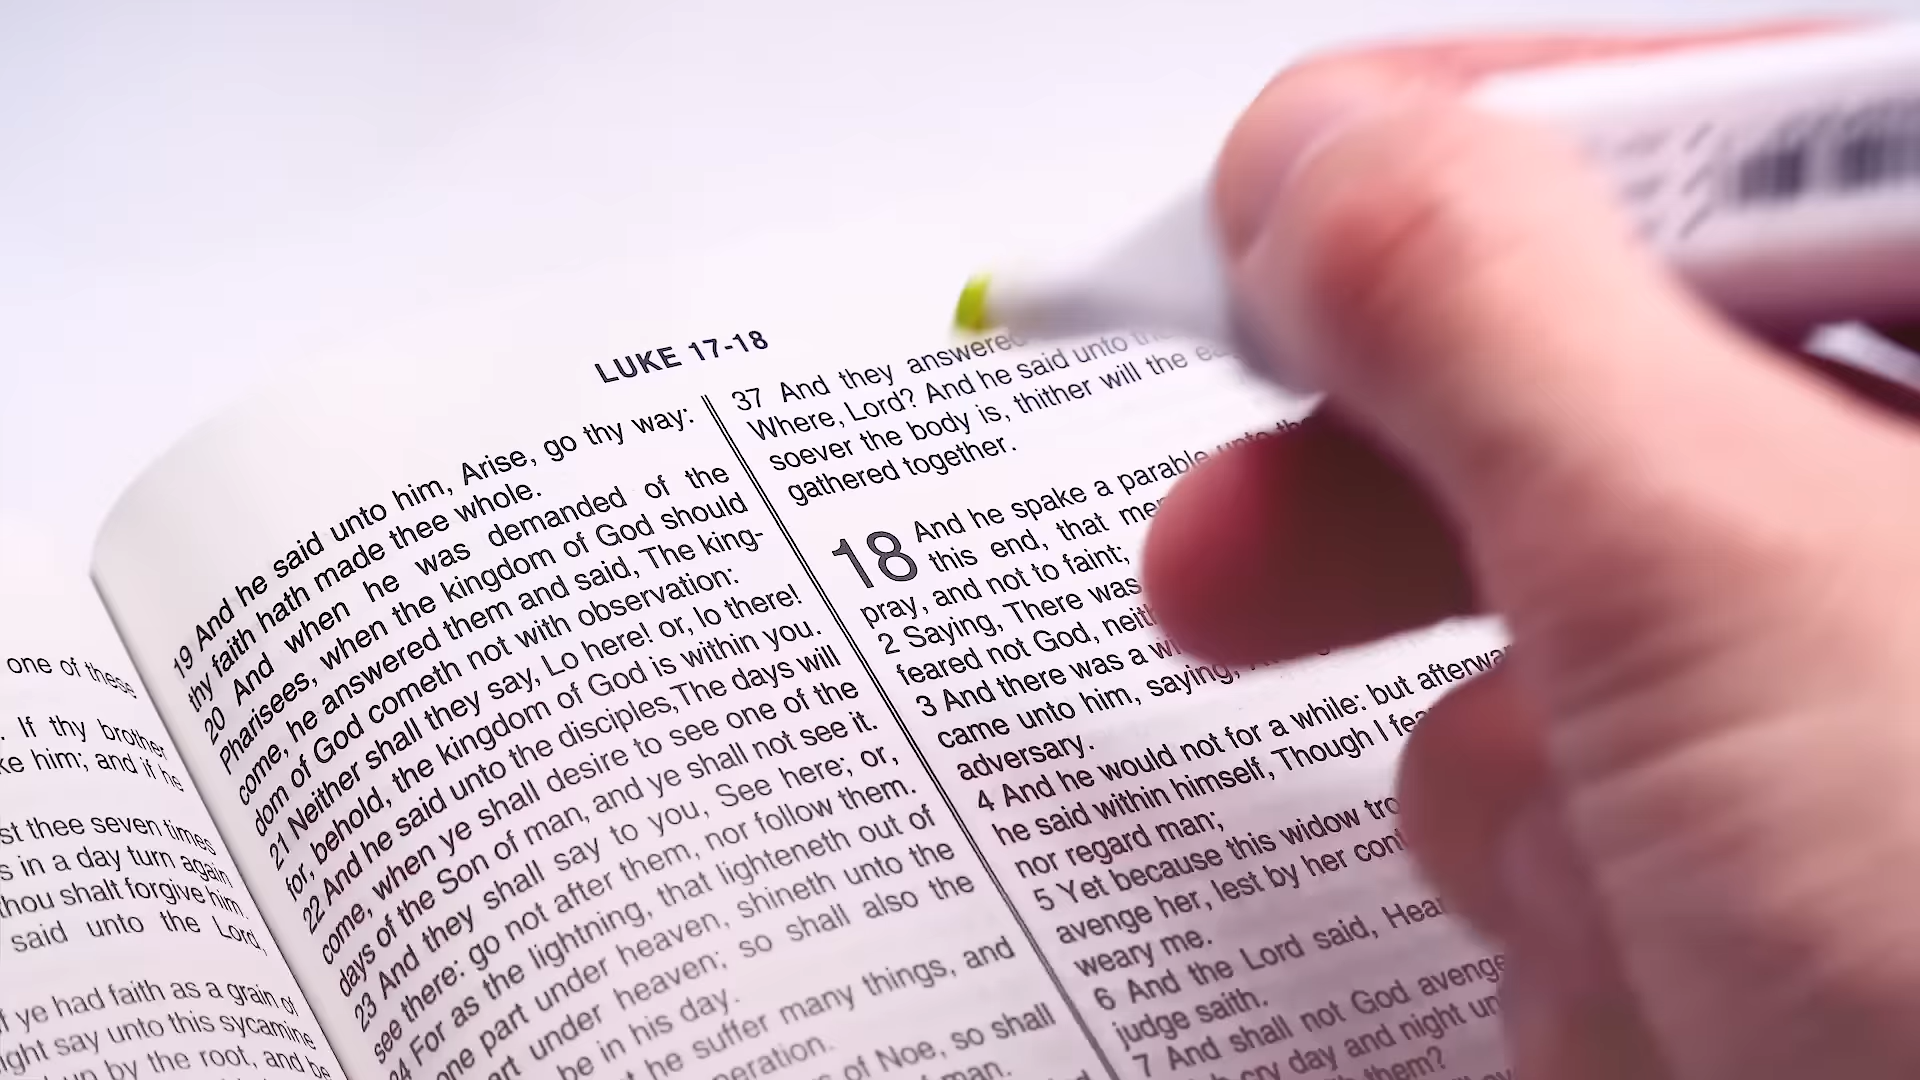 one of these
. If thy brother
ke him; and if he
st thee seven times
s in a day turn again
thou shalt forgive him.
said unto the Lord,
f ye had faith as a grain of
ight say unto this sycamine
up by the root, and be
LUKE 17-18
19 And he said unto him, Arise, go thy way:
thy faith hath made thee whole.
20 And when he was demanded of the
Pharisees, when the kingdom of God should
come, he answered them and said, The king-
dom of God cometh not with observation:
21 Neither shall they say, Lo here! or, lo there!
for, behold, the kingdom of God is within you.
22 And he said unto the disciples,The days will
come, when ye shall desire to see one of the
days of the Son of man, and ye shall not see it.
23 And they shall say to you, See here; or,
see there: go not after them, nor follow them.
24 For as the lightning, that lighteneth out of
one part under heaven, shineth unto the
art under heaven; so shall also the
be in his day.
t he suffer many things, and
neration.
s of Noe, so shall
man.
37 And they answered
Where, Lord? And he said unto
soever the body is, thither will the
gathered together.
18 And he spake a parable unto
this end, that
pray, and not to faint;
2 Saying, There was
feared not God,
3 And there was a
came unto him, saying,
adversary.
4 And he would not for a while: but
he said within himself, Though I
nor regard man;
5 Yet because this widow
avenge her, lest by her
weary me.
6 And the Lord said,
judge saith.
7 And shall not God avenge
cry day and night
them?